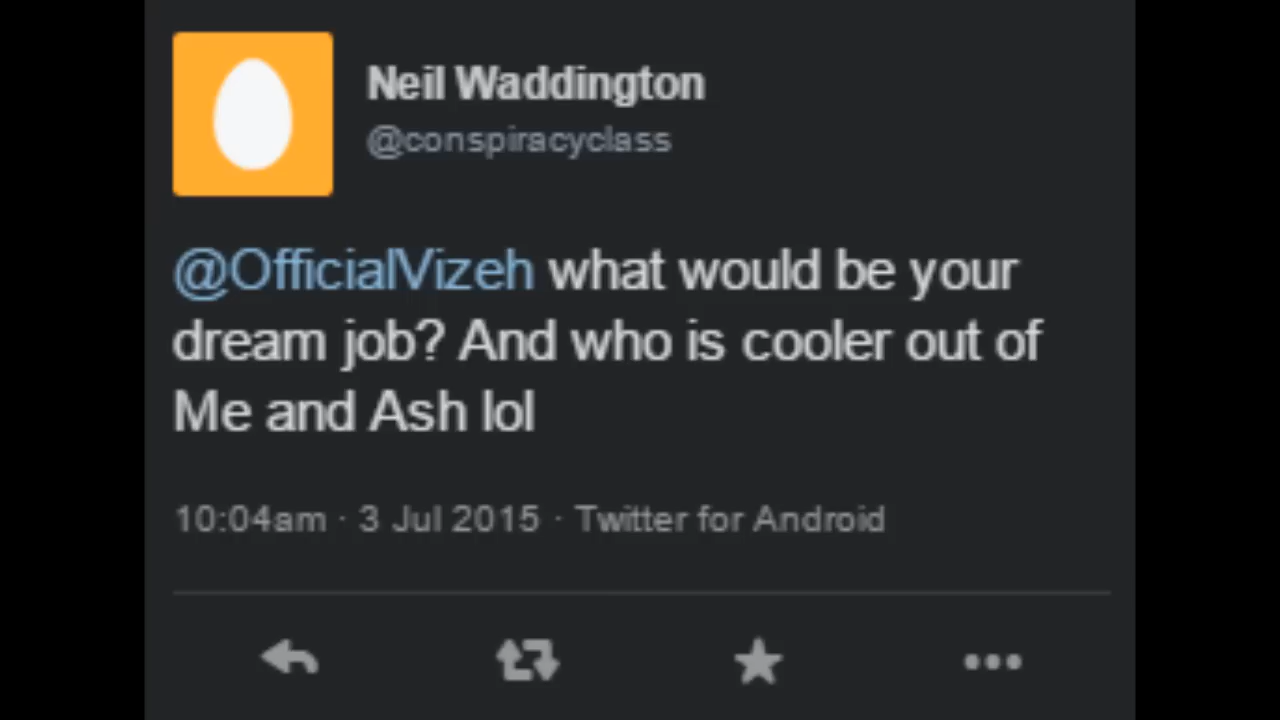 Neil Waddington
@conspiracyclass
@OfficialVizeh what would be your
dream job? And who is cooler out of
Me and Ash lol
10:04am · 3 Jul 2015 · Twitter for Android